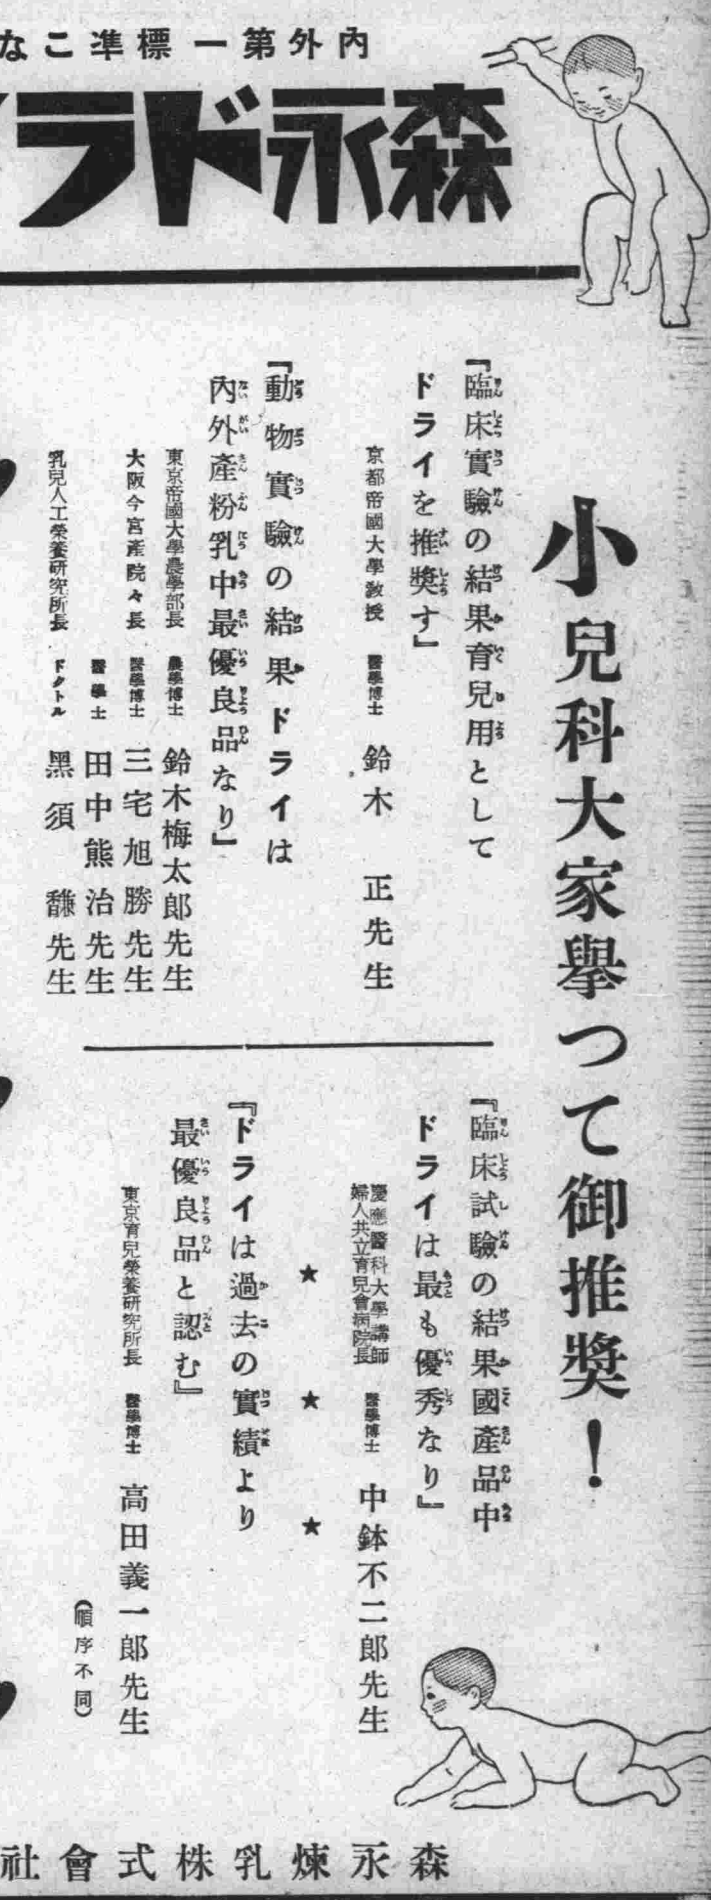 內外第一標準こな
森永ドラ
小兒科大家擧つて御推奬!
『臨床實驗の結果育兒用として
ドライを推奬す』
京都帝國大學敎授 醫學博士 鈴木 正先生
『動物實驗の結果ドライは
內外產粉乳中最優良品なり』
東京帝國大學農學部長 農學博士 鈴木梅太郎先生
大阪今宮產院々長 醫學博士 三宅旭勝先生
醫學士 田中熊治先生
乳兒人工榮養硏究所長 ドクトル 黑須 馦先生
『臨床試驗の結果國產品中
ドライは最も優秀なり』
慶應醫科大學講師
婦人共立育兒會病院長
醫學博士 中鉢不二郎先生
★ ★ ★
『ドライは過去の實績より
最優良品と認む』
東京育兒榮養硏究所長 醫學博士 高田義一郎先生
(順序不同)
森永煉乳株式會社